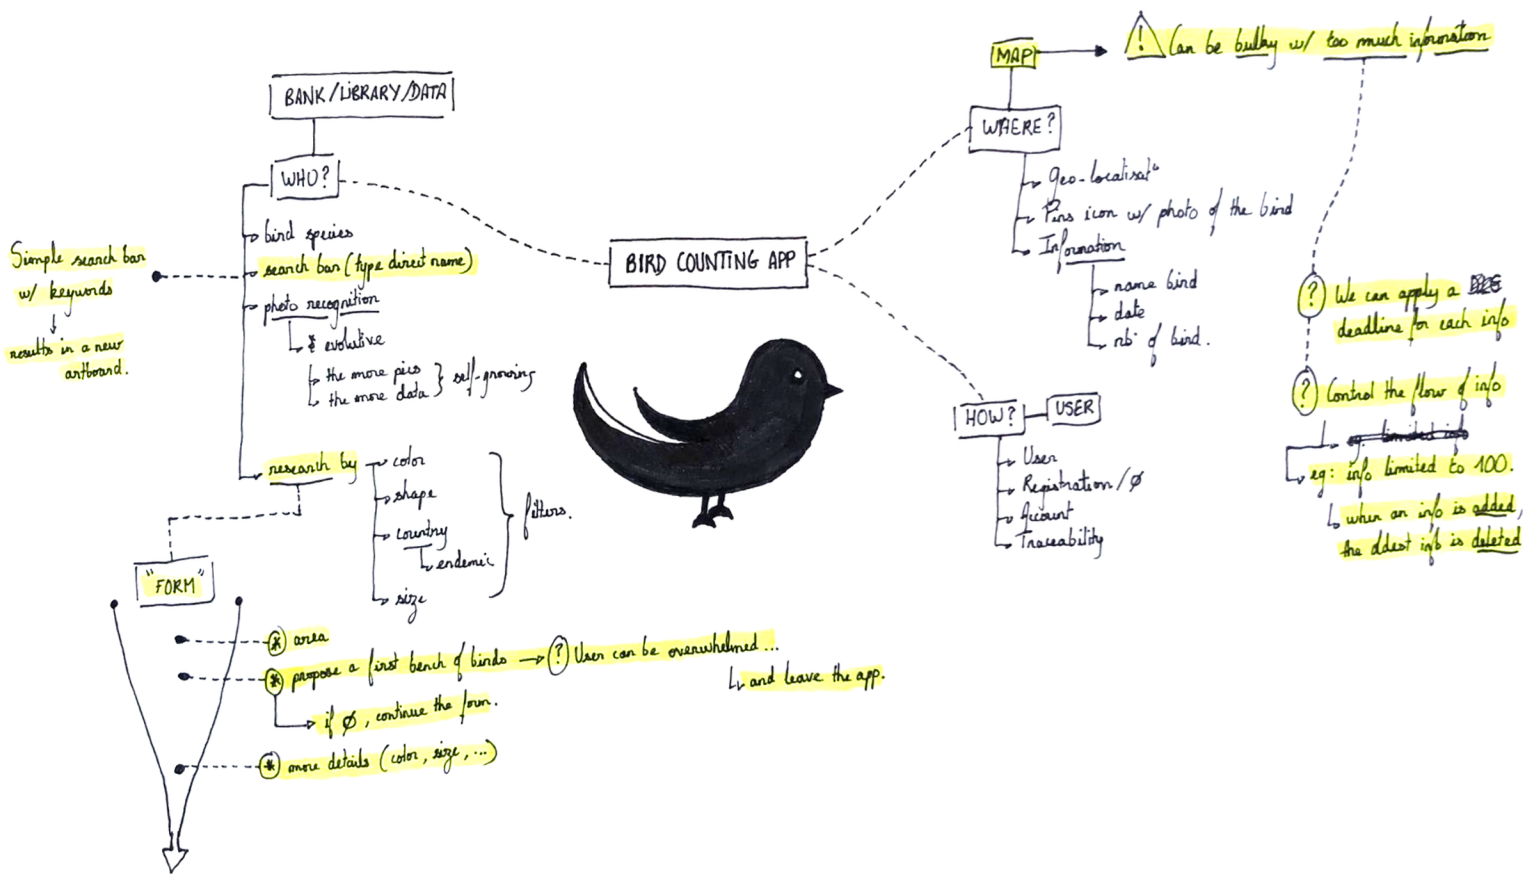 BANK/LIBRARY/DATA
WHO?
bird species
search bar (type direct name)
photo recognition
* evolutive
the more pics
the more data
} self-growing
Simple search bar
w/ keywords
results in a new
artboard.
research by
color
shape
country
endemic
size
filters.
"FORM"
* area
* propose a first bench of birds → ? User can be overwhelmed...
and leave the app.
if Ø, continue the form.
* more details (color, size, ...)
BIRD COUNTING APP
MAP
! Can be bulky w/ too much information
WHERE?
Geo-localisat°
Pins icon w/ photo of the bird
Information
name bird
date
nb° of bird.
? We can apply a
deadline for each info
? Control the flow of info
eg: info limited to 100.
when an info is added,
the oldest info is deleted
HOW?
USER
User
Registration/Ø
Account
Traceability